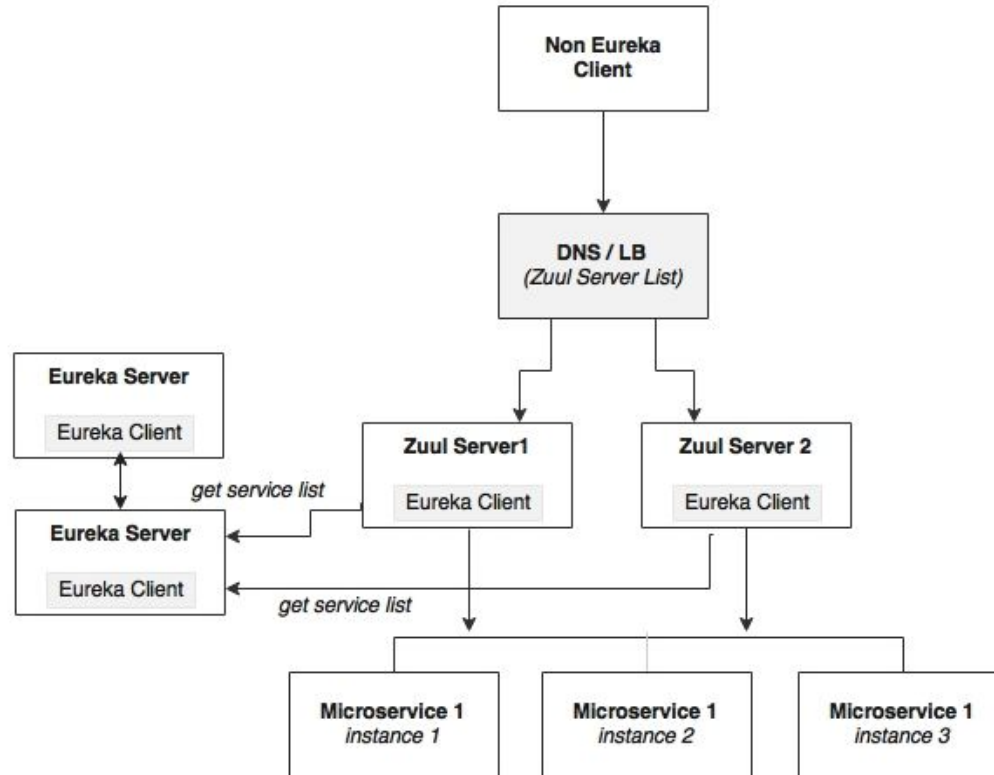 Non Eureka
Client
DNS / LB
(Zuul Server List)
Eureka Server
Eureka Client
Zuul Server1
Eureka Client
Zuul Server 2
Eureka Client
get service list
Eureka Server
Eureka Client
get service list
Microservice 1
instance 1
Microservice 1
instance 2
Microservice 1
instance 3